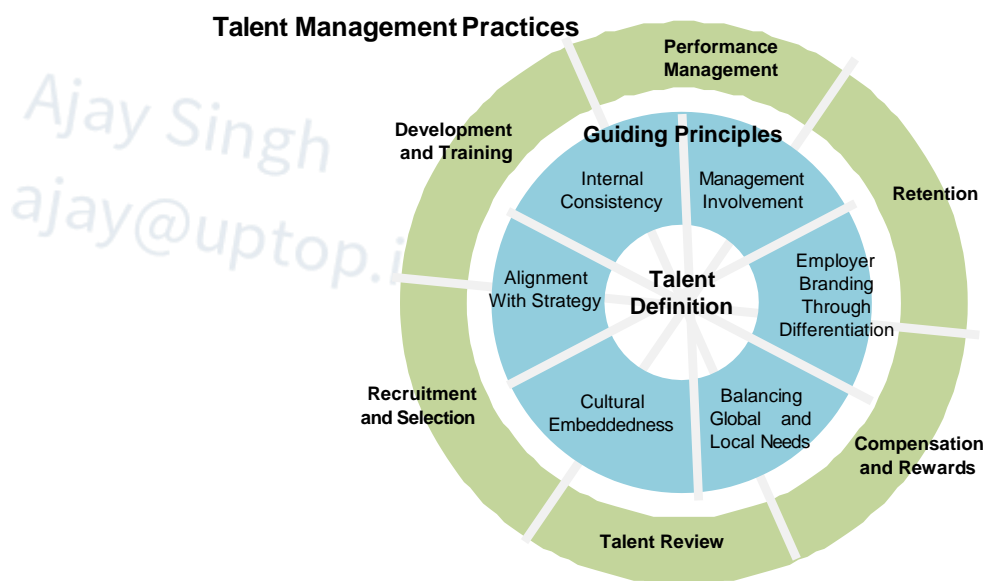 Talent Management Practices
Performance
Management
Ajay Singh
ajay@uptop.i
Development
and Training
Guiding Principles
Internal
Consistency
Management
Involvement
Retention
Alignment
With Strategy
Talent
Definition
Employer
Branding
Through
Differentiation
Recruitment
and Selection
Cultural
Embeddedness
Balancing
Global and
Local Needs
Compensation
and Rewards
Talent Review